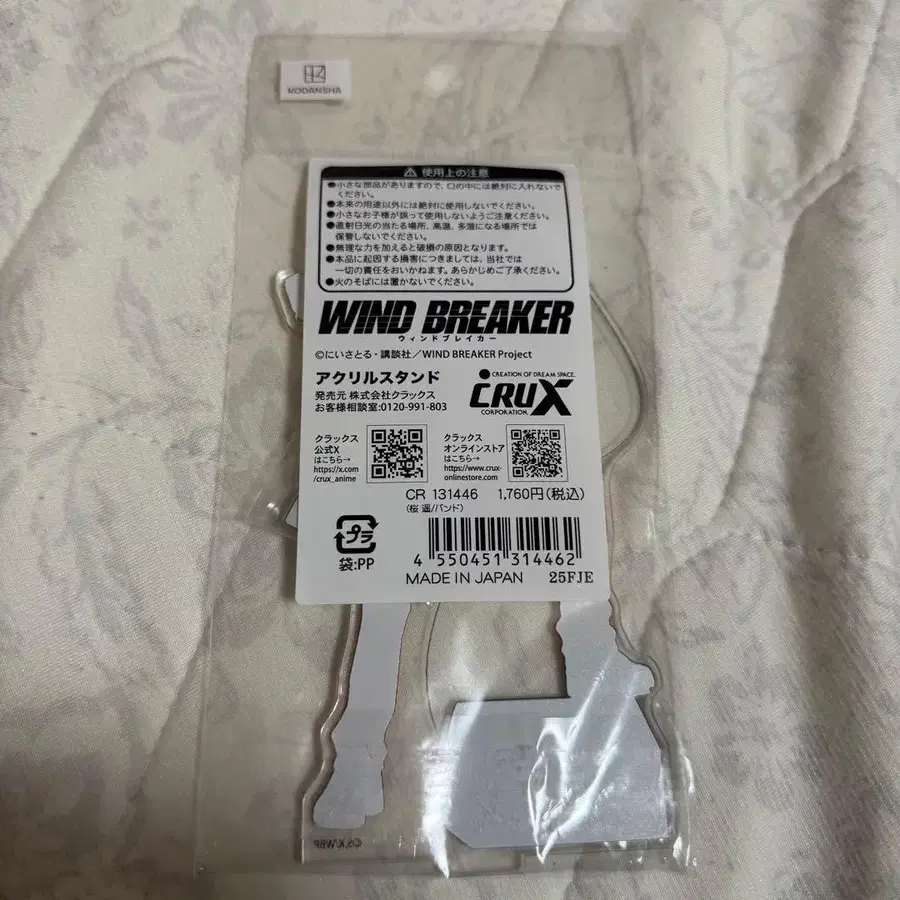 KODANSHA
使用上の注意
●小さな部品がありますので、口の中には絶対に入れないで
ください。
●本来の用途以外には絶対に使用しないでください。
●小さなお子様が誤って使用しないようご注意ください。
●直射日光の当たる場所、高温、多湿になる場所では
保管しないでください。
●無理な力を加えると破損の原因となります。
●本品に起因する損害につきましては、当社では
一切の責任をおいかねます。あらかじめご了承ください。
●火のそばには置かないでください。
WIND BREAKER
ウィンドブレイカー
©にいさとる・講談社／WIND BREAKER Project
アクリルスタンド
発売元 株式会社クラックス
お客様相談室:0120-991-803
CREATION OF DREAM SPACE.
CRUX
CORPORATION.
クラックス
公式X
はこちら→
https://x.com
/crux_anime
クラックス
オンラインストア
はこちら→
https://www.crux-
onlinestore.com
CR 131446 1,760円(税込)
(桜 遥/バンド)
プラ
袋:PP
4 550451 314462
MADE IN JAPAN 25FJE
©S,K/WBP